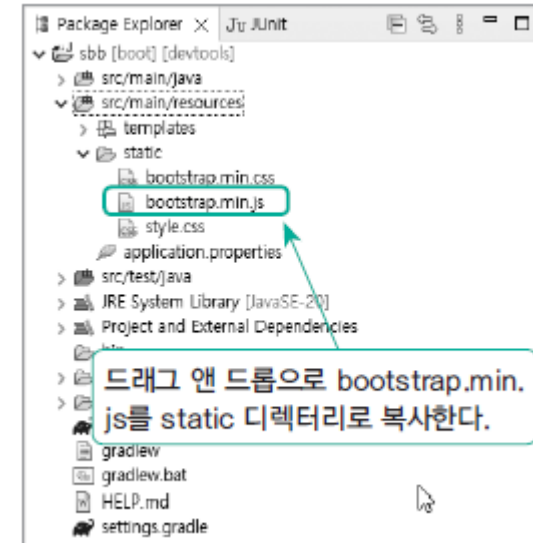 Package Explorer × Ju JUnit
sbb [boot] [devtools]
src/main/java
src/main/resources
templates
static
bootstrap.min.css
bootstrap.min.js
style.css
application.properties
src/test/java
JRE System Library [JavaSE-20]
Project and External Dependencies
bin
드래그 앤 드롭으로 bootstrap.min.
js를 static 디렉터리로 복사한다.
gradlew
gradlew.bat
HELP.md
settings.gradle